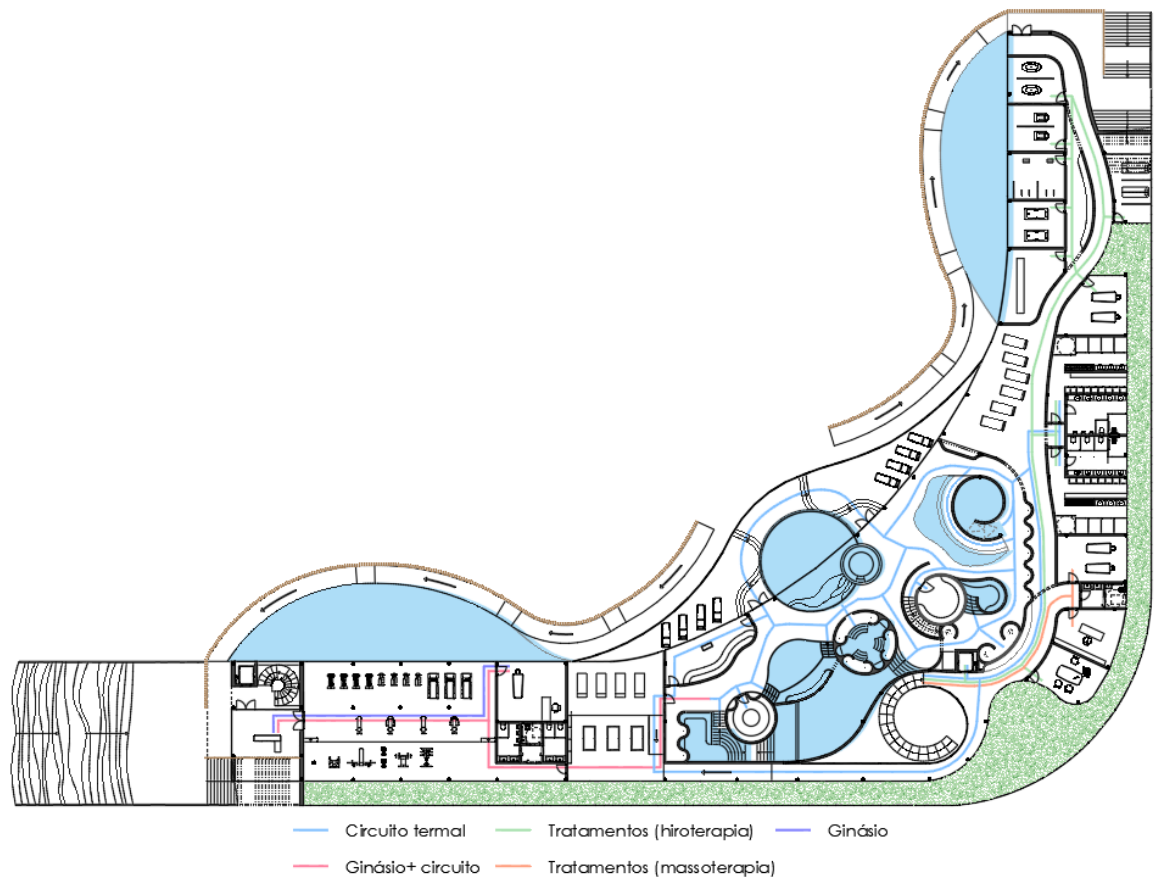 Circuito termal
Tratamentos (hiroterapia)
Ginásio
Ginásio+ circuito
Tratamentos (massoterapia)